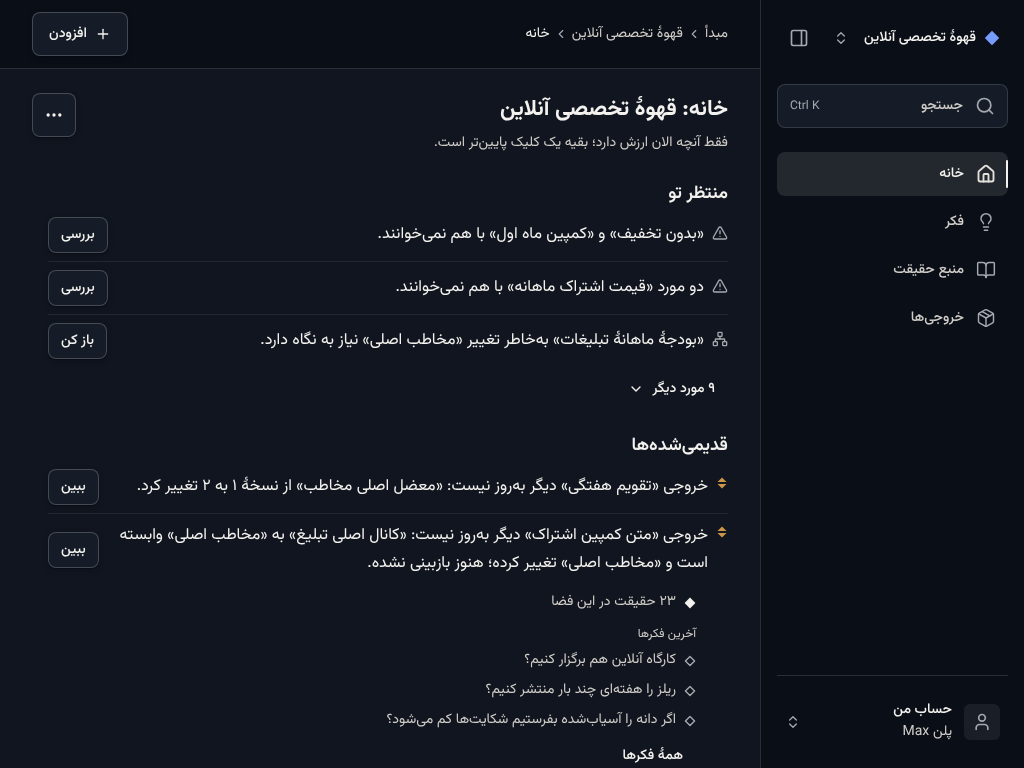 قهوهٔ تخصصی آنلاین
جستجو
Ctrl K
خانه
فکر
منبع حقیقت
خروجی‌ها
حساب من
پلن Max
مبدأ
قهوهٔ تخصصی آنلاین
خانه
افزودن
خانه: قهوهٔ تخصصی آنلاین
فقط آنچه الان ارزش دارد؛ بقیه یک کلیک پایین‌تر است.
منتظر تو
«بدون تخفیف» و «کمپین ماه اول» با هم نمی‌خوانند.
بررسی
دو مورد «قیمت اشتراک ماهانه» با هم نمی‌خوانند.
بررسی
«بودجهٔ ماهانهٔ تبلیغات» به‌خاطر تغییر «مخاطب اصلی» نیاز به نگاه دارد.
باز کن
۹ مورد دیگر
قدیمی‌شده‌ها
خروجی «تقویم هفتگی» دیگر به‌روز نیست: «معضل اصلی مخاطب» از نسخهٔ ۱ به ۲ تغییر کرد.
ببین
خروجی «متن کمپین اشتراک» دیگر به‌روز نیست: «کانال اصلی تبلیغ» به «مخاطب اصلی» وابسته
است و «مخاطب اصلی» تغییر کرده؛ هنوز بازبینی نشده.
ببین
۲۳ حقیقت در این فضا
آخرین فکرها
کارگاه آنلاین هم برگزار کنیم؟
ریلز را هفته‌ای چند بار منتشر کنیم؟
اگر دانه را آسیاب‌شده بفرستیم شکایت‌ها کم می‌شود؟
همهٔ فکرها